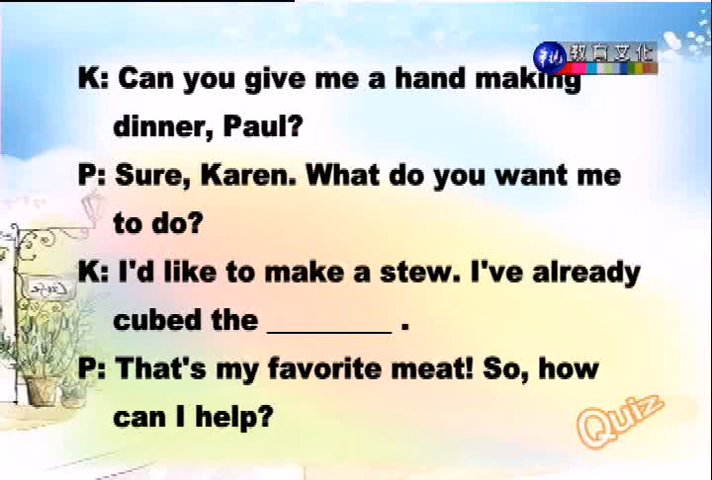 教育文化
K: Can you give me a hand making
dinner, Paul?
P: Sure, Karen. What do you want me
to do?
K: I'd like to make a stew. I've already
cubed the ________ .
P: That's my favorite meat! So, how
can I help?
Quiz